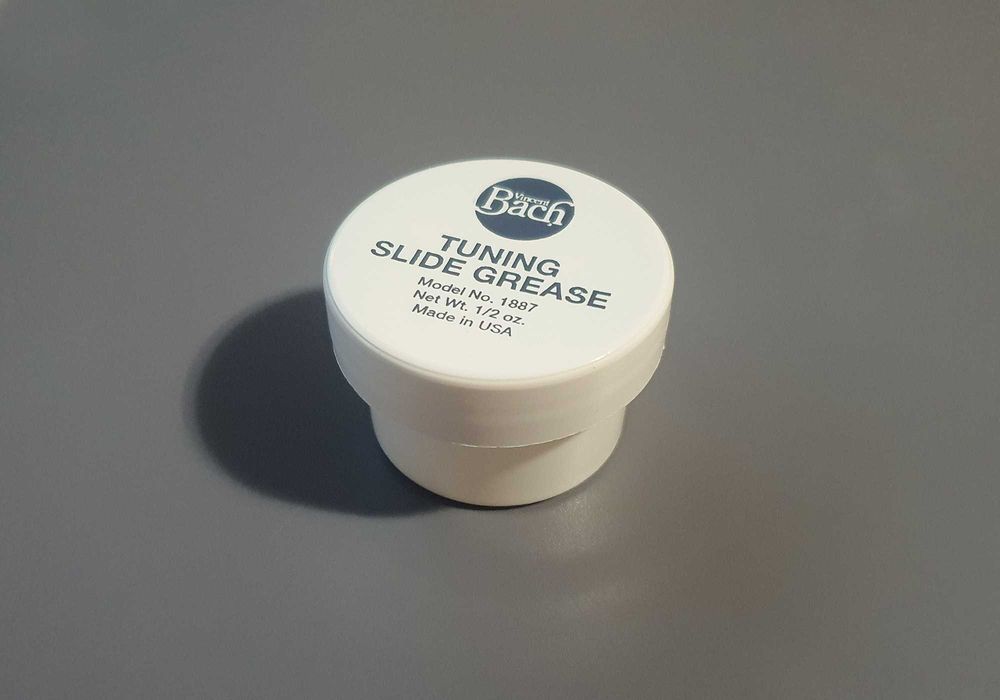 Vincent
Bach
TUNING
SLIDE GREASE
Model No. 1887
Net Wt. 1/2 oz.
Made in USA